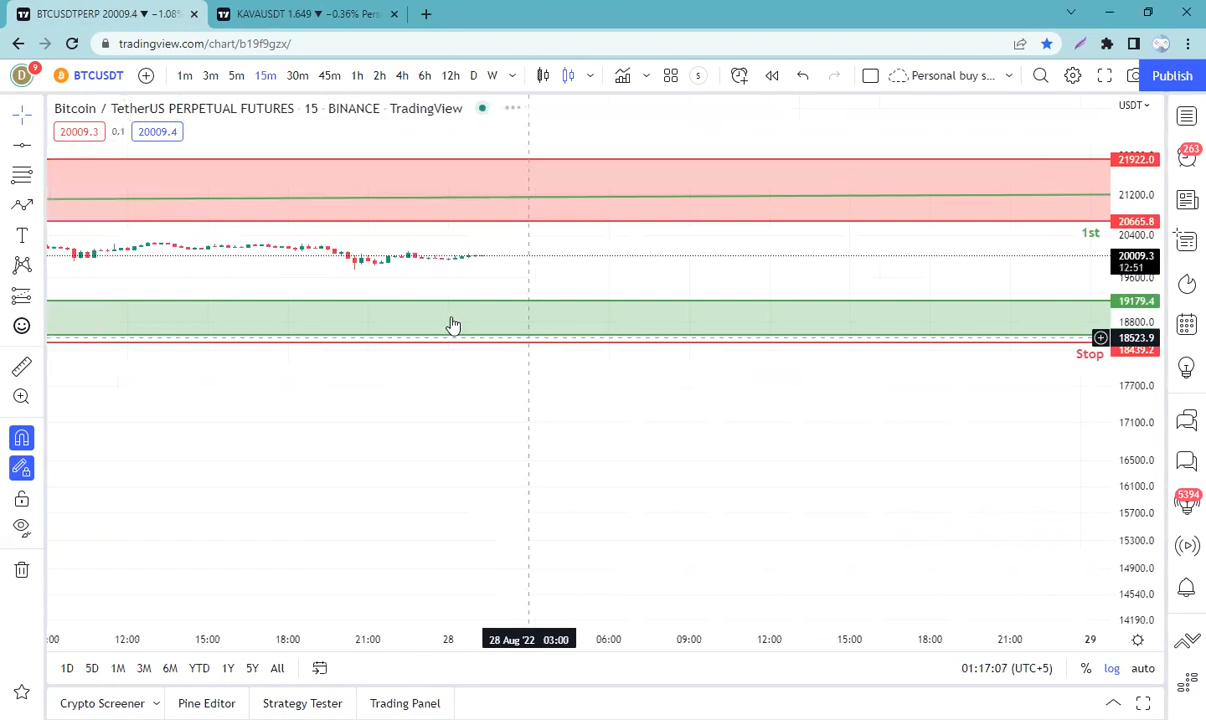 BTCUSDTPERP 20009.4 ▼ −1.08%
KAVAUSDT 1.649 ▼ −0.36% Pers
tradingview.com/chart/b19f9gzx/
D 9 BTCUSDT 1m 3m 5m 15m 30m 45m 1h 2h 4h 6h 12h D W S Personal buy s... Publish
Bitcoin / TetherUS PERPETUAL FUTURES · 15 · BINANCE · TradingView
USDT
20009.3 0.1 20009.4
263
21922.0
21200.0
20665.8
1st
20400.0
20009.3
12:51
19600.0
19179.4
18800.0
18523.9
18439.2
Stop
17700.0
17100.0
16500.0
16100.0
5394
15700.0
15300.0
14900.0
14540.0
14190.0
:00 12:00 15:00 18:00 21:00 28 28 Aug '22 03:00 06:00 09:00 12:00 15:00 18:00 21:00 29
1D 5D 1M 3M 6M YTD 1Y 5Y All 01:17:07 (UTC+5) % log auto
Crypto Screener Pine Editor Strategy Tester Trading Panel